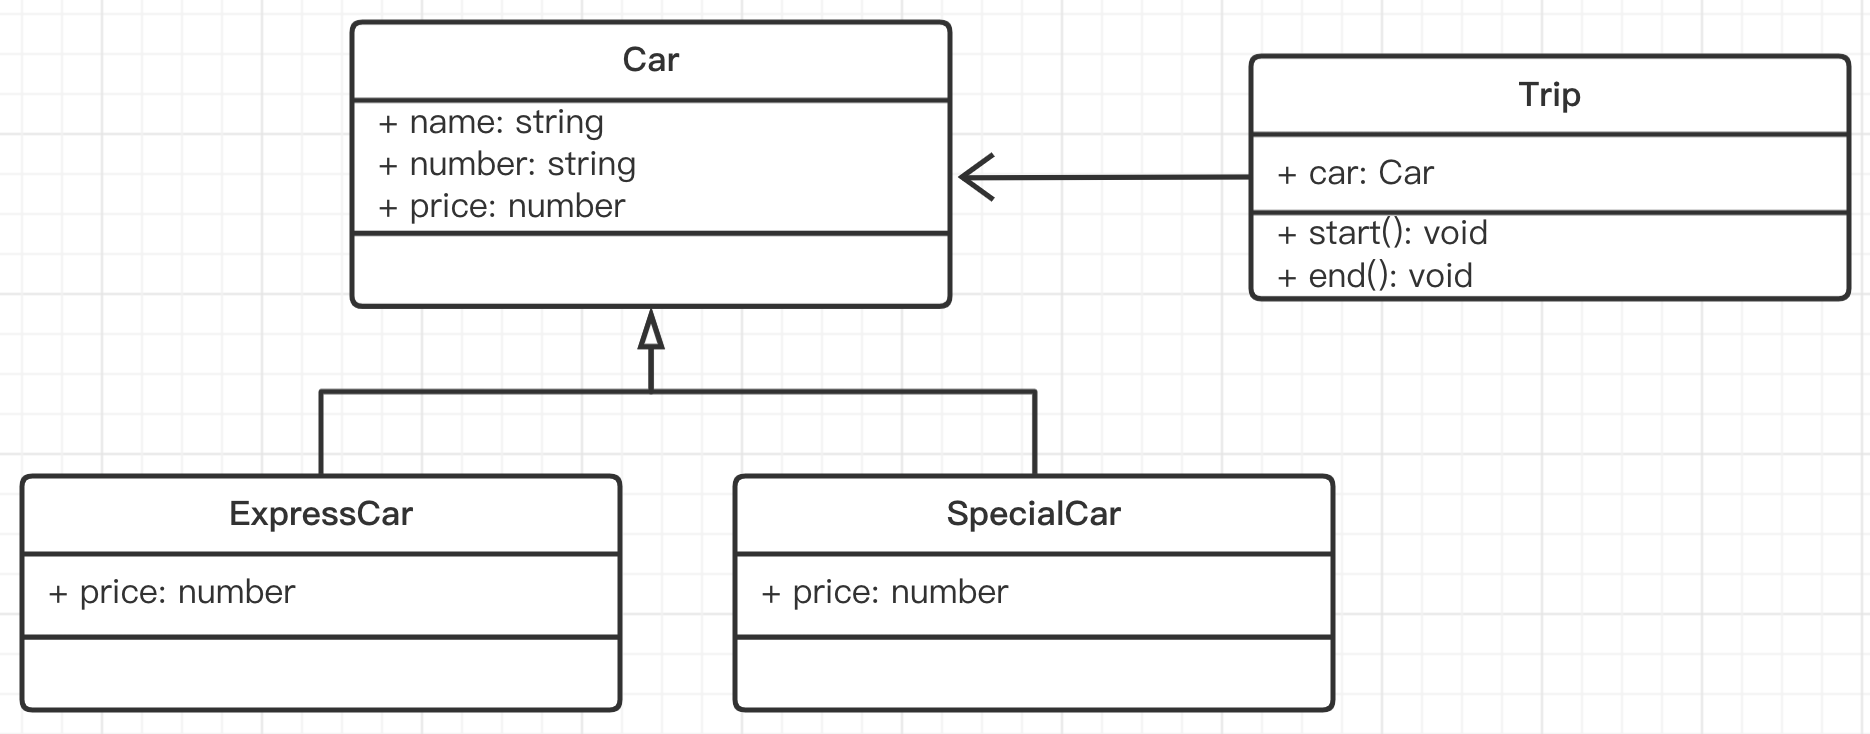 Car
+ name: string
+ number: string
+ price: number
Trip
+ car: Car
+ start(): void
+ end(): void
ExpressCar
+ price: number
SpecialCar
+ price: number